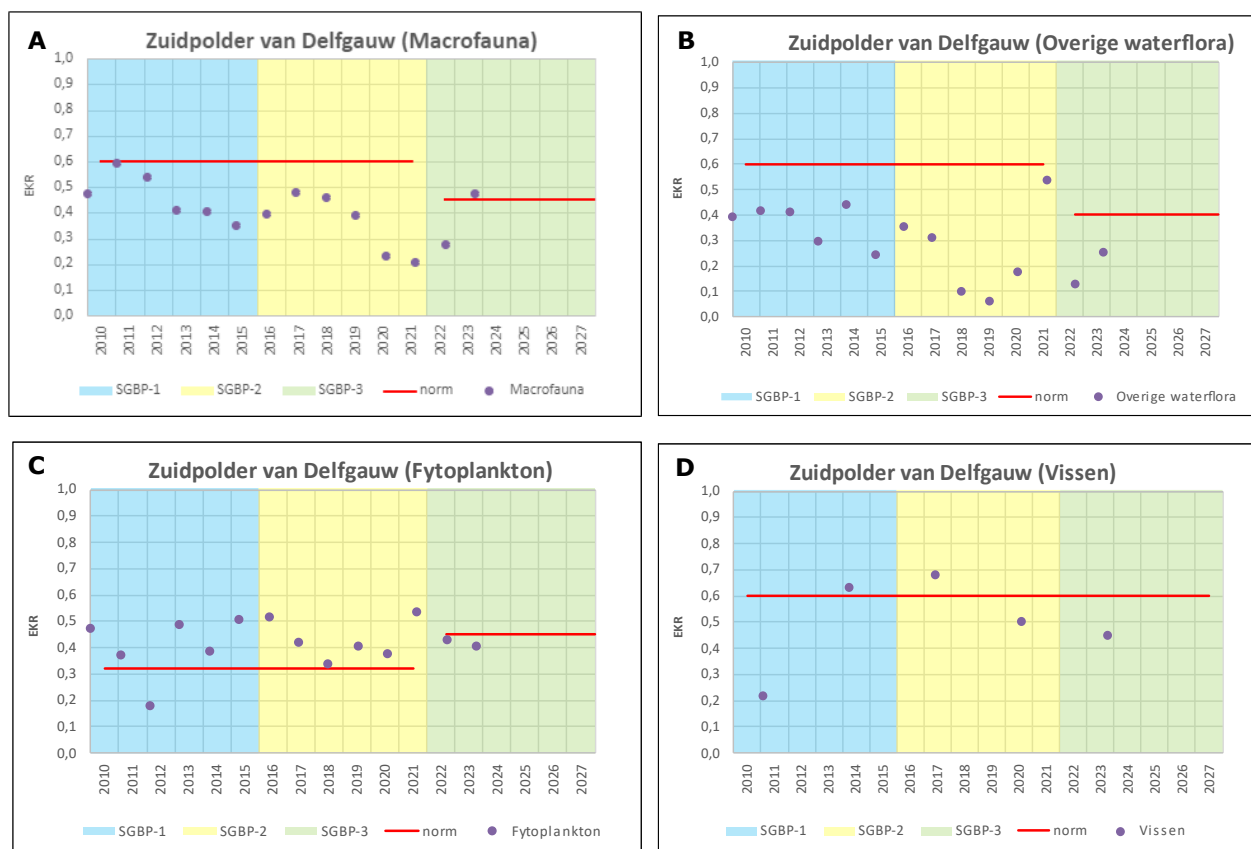 A
Zuidpolder van Delfgauw (Macrofauna)
1,0
0,9
0,8
0,7
0,6
0,5
0,4
0,3
0,2
0,1
0,0
EKR
2010 2011 2012 2013 2014 2015 2016 2017 2018 2019 2020 2021 2022 2023 2024 2025 2026 2027
SGBP-1 SGBP-2 SGBP-3 norm Macrofauna
B
Zuidpolder van Delfgauw (Overige waterflora)
1,0
0,9
0,8
0,7
0,6
0,5
0,4
0,3
0,2
0,1
0,0
EKR
2010 2011 2012 2013 2014 2015 2016 2017 2018 2019 2020 2021 2022 2023 2024 2025 2026 2027
SGBP-1 SGBP-2 SGBP-3 norm Overige waterflora
C
Zuidpolder van Delfgauw (Fytoplankton)
1,0
0,9
0,8
0,7
0,6
0,5
0,4
0,3
0,2
0,1
0,0
EKR
2010 2011 2012 2013 2014 2015 2016 2017 2018 2019 2020 2021 2022 2023 2024 2025 2026 2027
SGBP-1 SGBP-2 SGBP-3 norm Fytoplankton
D
Zuidpolder van Delfgauw (Vissen)
1,0
0,9
0,8
0,7
0,6
0,5
0,4
0,3
0,2
0,1
0,0
EKR
2010 2011 2012 2013 2014 2015 2016 2017 2018 2019 2020 2021 2022 2023 2024 2025 2026 2027
SGBP-1 SGBP-2 SGBP-3 norm Vissen